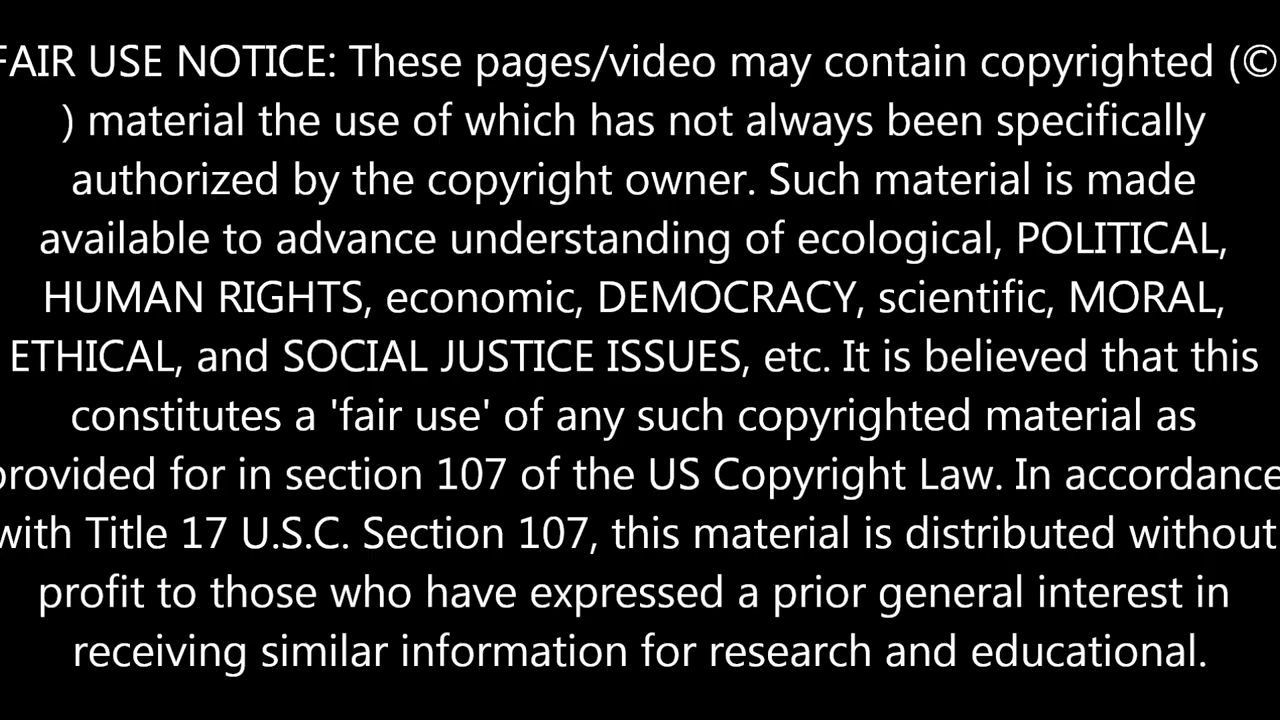 FAIR USE NOTICE: These pages/video may contain copyrighted (©
) material the use of which has not always been specifically
authorized by the copyright owner. Such material is made
available to advance understanding of ecological, POLITICAL,
HUMAN RIGHTS, economic, DEMOCRACY, scientific, MORAL,
ETHICAL, and SOCIAL JUSTICE ISSUES, etc. It is believed that this
constitutes a 'fair use' of any such copyrighted material as
provided for in section 107 of the US Copyright Law. In accordance
with Title 17 U.S.C. Section 107, this material is distributed without
profit to those who have expressed a prior general interest in
receiving similar information for research and educational.